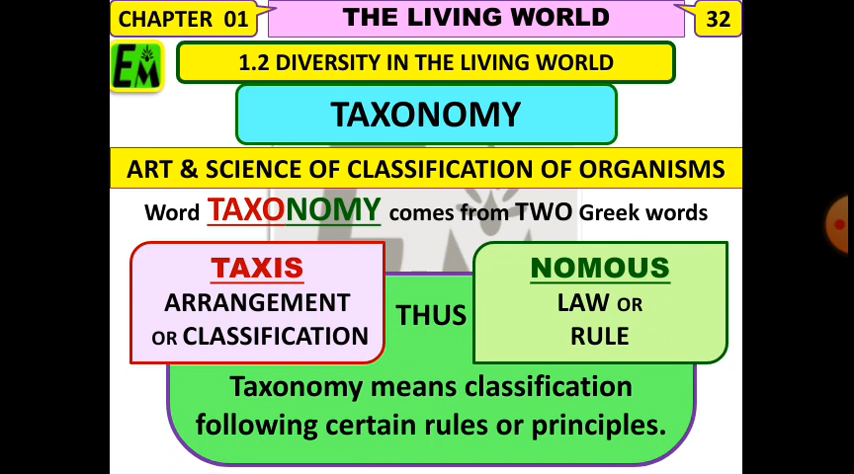 CHAPTER 01
THE LIVING WORLD
32
EM
1.2 DIVERSITY IN THE LIVING WORLD
TAXONOMY
ART & SCIENCE OF CLASSIFICATION OF ORGANISMS
Word TAXONOMY comes from TWO Greek words
TAXIS
ARRANGEMENT
OR CLASSIFICATION
THUS
NOMOUS
LAW OR
RULE
Taxonomy means classification
following certain rules or principles.